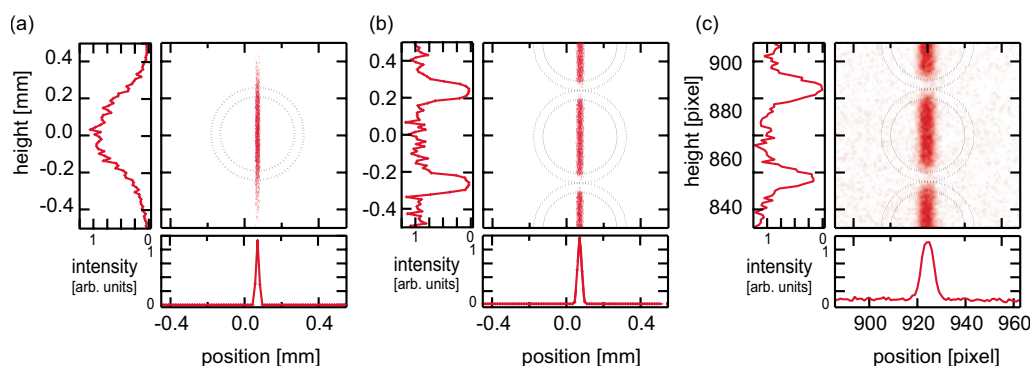 (a)
height [mm]
0.4
0.2
0.0
-0.2
-0.4
1 0
intensity
[arb. units]
1
0
-0.4 0.0 0.4
position [mm]
(b)
0.4
0.2
0.0
-0.2
-0.4
1 0
intensity
[arb. units]
1
0
-0.4 0.0 0.4
position [mm]
(c)
height [pixel]
900
880
860
840
1 0
intensity
[arb. units]
1
0
900 920 940 960
position [pixel]